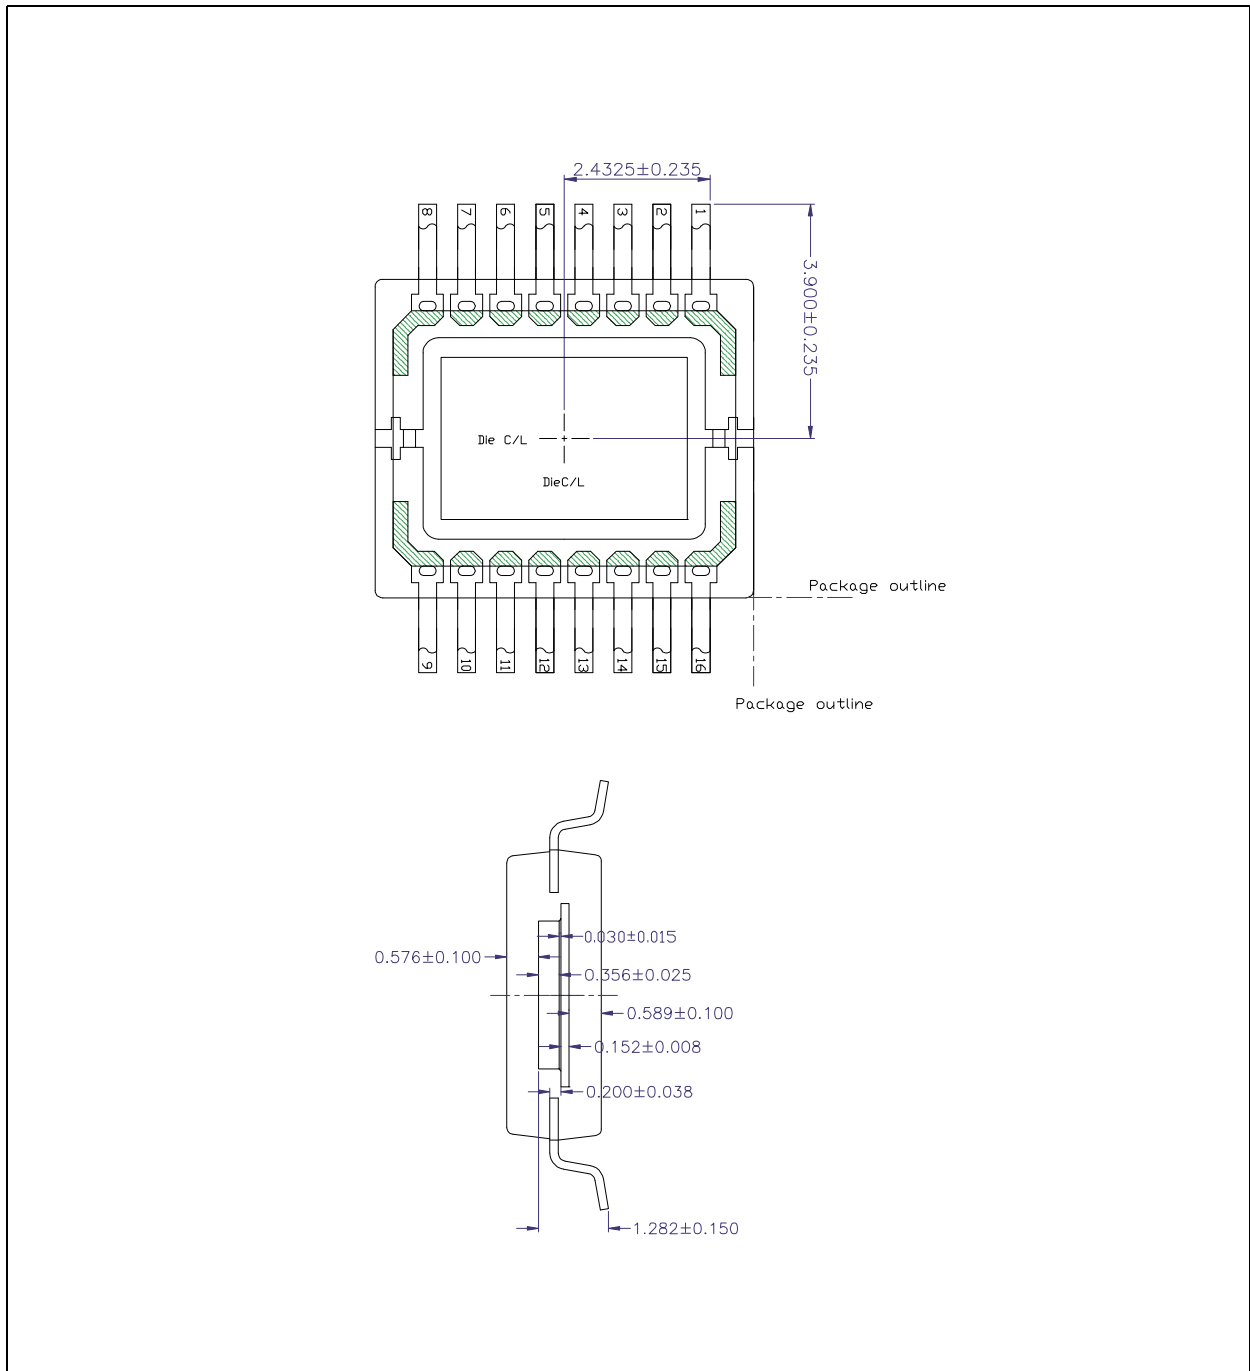 2.4325±0.235
8 7 6 5 4 3 2 1
3.900±0.235
Die C/L
DieC/L
Package outline
9 10 11 12 13 14 15 16
Package outline
0.030±0.015
0.576±0.100
0.356±0.025
0.589±0.100
0.152±0.008
0.200±0.038
1.282±0.150